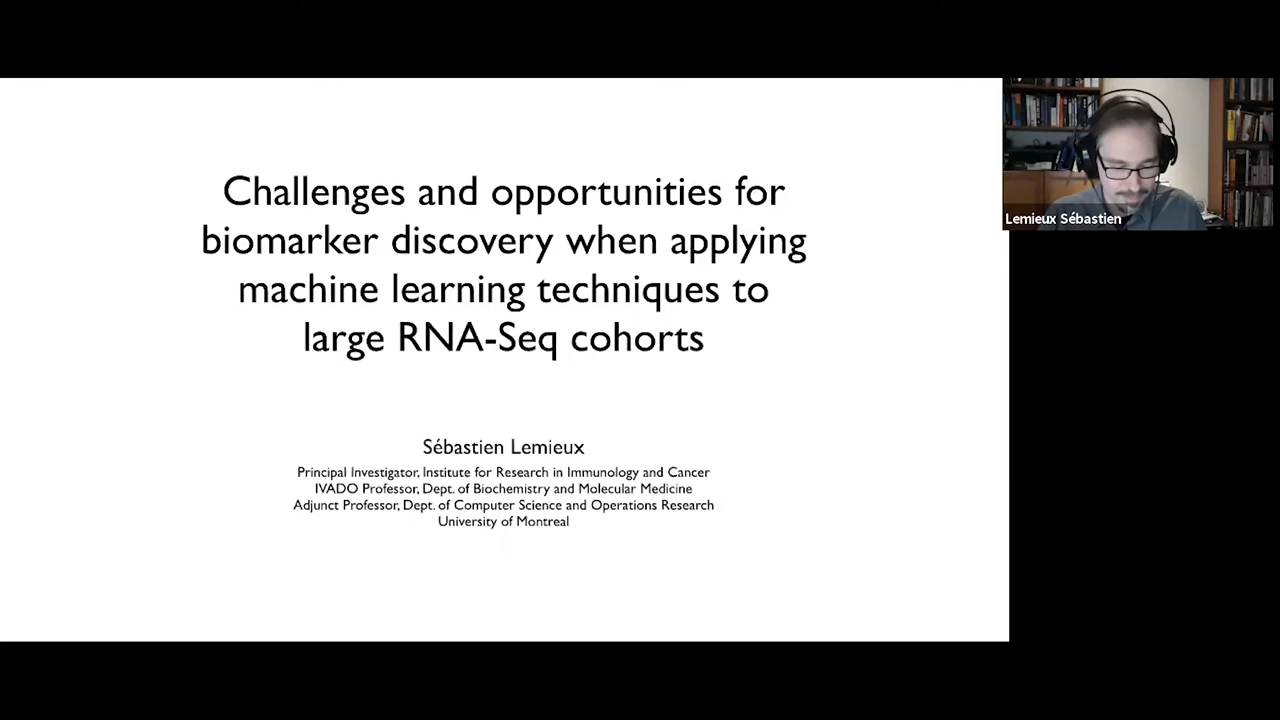 Challenges and opportunities for
biomarker discovery when applying
machine learning techniques to
large RNA-Seq cohorts
Sébastien Lemieux
Principal Investigator, Institute for Research in Immunology and Cancer
IVADO Professor, Dept. of Biochemistry and Molecular Medicine
Adjunct Professor, Dept. of Computer Science and Operations Research
University of Montreal
Lemieux Sébastien